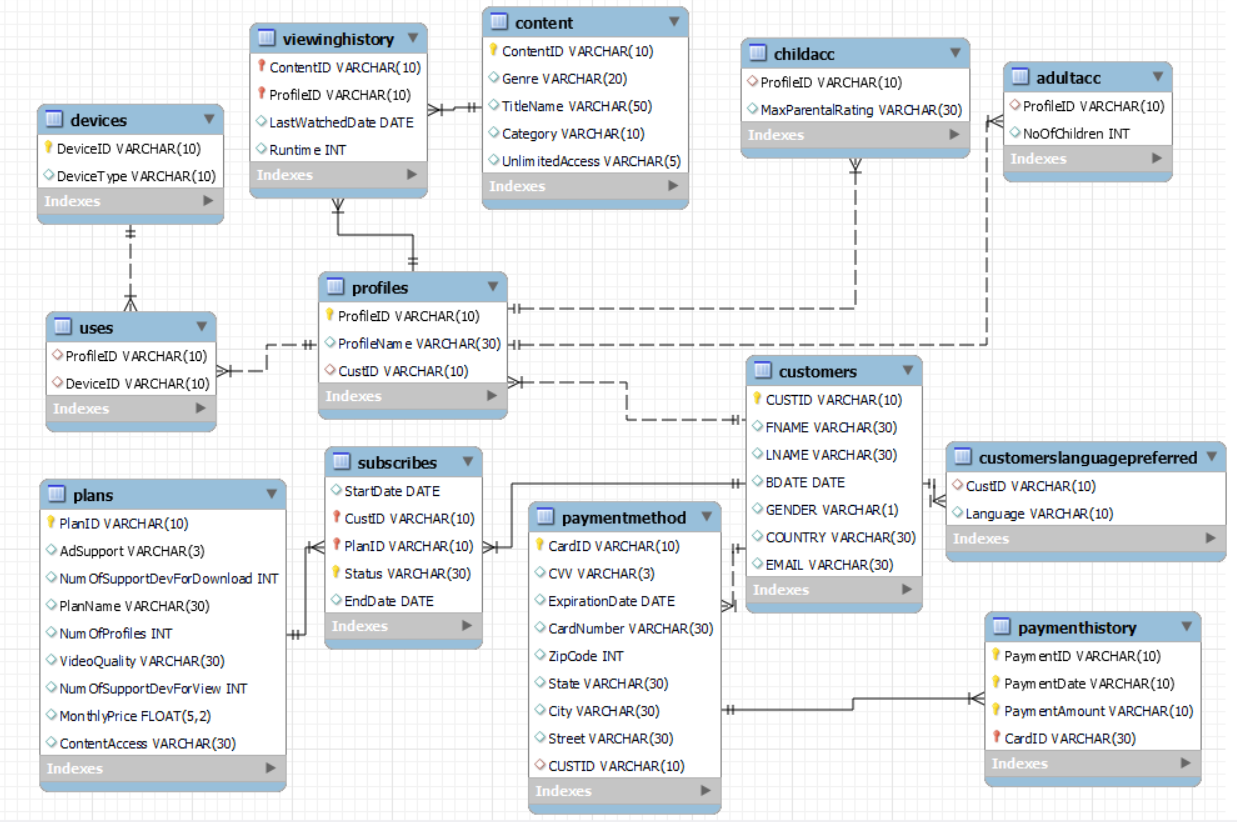 devices
DeviceID VARCHAR(10)
DeviceType VARCHAR(10)
Indexes
viewinghistory
ContentID VARCHAR(10)
ProfileID VARCHAR(10)
LastWatchedDate DATE
Runtime INT
Indexes
content
ContentID VARCHAR(10)
Genre VARCHAR(20)
TitleName VARCHAR(50)
Category VARCHAR(10)
UnlimitedAccess VARCHAR(5)
Indexes
childacc
ProfileID VARCHAR(10)
MaxParentalRating VARCHAR(30)
Indexes
adultacc
ProfileID VARCHAR(10)
NoOfChildren INT
Indexes
uses
ProfileID VARCHAR(10)
DeviceID VARCHAR(10)
Indexes
profiles
ProfileID VARCHAR(10)
ProfileName VARCHAR(30)
CustID VARCHAR(10)
Indexes
customers
CUSTID VARCHAR(10)
FNAME VARCHAR(30)
LNAME VARCHAR(30)
BDATE DATE
GENDER VARCHAR(1)
COUNTRY VARCHAR(30)
EMAIL VARCHAR(30)
Indexes
customerslanguagepreferred
CustID VARCHAR(10)
Language VARCHAR(10)
Indexes
plans
PlanID VARCHAR(10)
AdSupport VARCHAR(3)
NumOfSupportDevForDownload INT
PlanName VARCHAR(30)
NumOfProfiles INT
VideoQuality VARCHAR(30)
NumOfSupportDevForView INT
MonthlyPrice FLOAT(5,2)
ContentAccess VARCHAR(30)
Indexes
subscribes
StartDate DATE
CustID VARCHAR(10)
PlanID VARCHAR(10)
Status VARCHAR(30)
EndDate DATE
Indexes
paymentmethod
CardID VARCHAR(10)
CVV VARCHAR(3)
ExpirationDate DATE
CardNumber VARCHAR(30)
ZipCode INT
State VARCHAR(30)
City VARCHAR(30)
Street VARCHAR(30)
CUSTID VARCHAR(10)
Indexes
paymenthistory
PaymentID VARCHAR(10)
PaymentDate VARCHAR(10)
PaymentAmount VARCHAR(10)
CardID VARCHAR(30)
Indexes